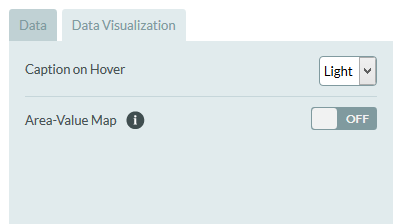 Data Data Visualization
Caption on Hover Light
Area-Value Map OFF